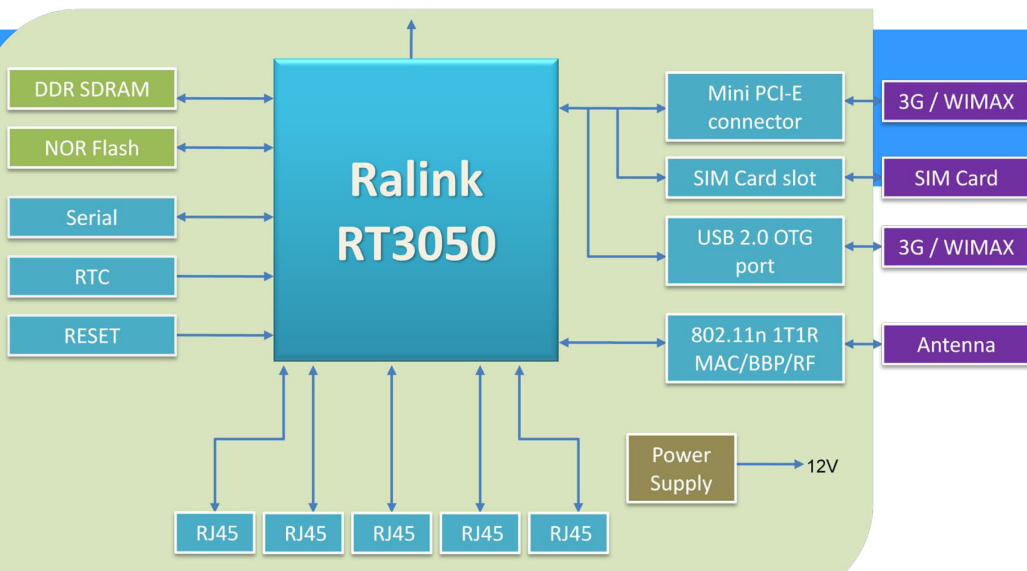 DDR SDRAM
NOR Flash
Serial
RTC
RESET
Ralink
RT3050
Mini PCI-E
connector
SIM Card slot
USB 2.0 OTG
port
802.11n 1T1R
MAC/BBP/RF
3G / WIMAX
SIM Card
3G / WIMAX
Antenna
Power
Supply
12V
RJ45
RJ45
RJ45
RJ45
RJ45